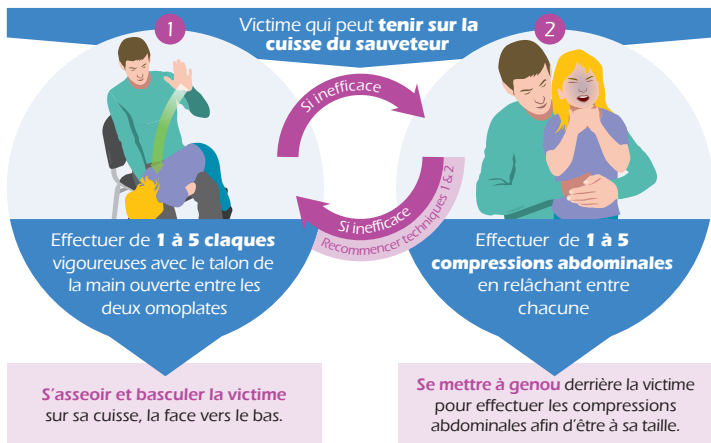 1
Victime qui peut tenir sur la
cuisse du sauveteur
2
Si inefficace
Si inefficace
Recommencer techniques 1 & 2
Effectuer de 1 à 5 claques
vigoureuses avec le talon de
la main ouverte entre les
deux omoplates
Effectuer de 1 à 5
compressions abdominales
en relâchant entre
chacune
S'asseoir et basculer la victime
sur sa cuisse, la face vers le bas.
Se mettre à genou derrière la victime
pour effectuer les compressions
abdominales afin d'être à sa taille.